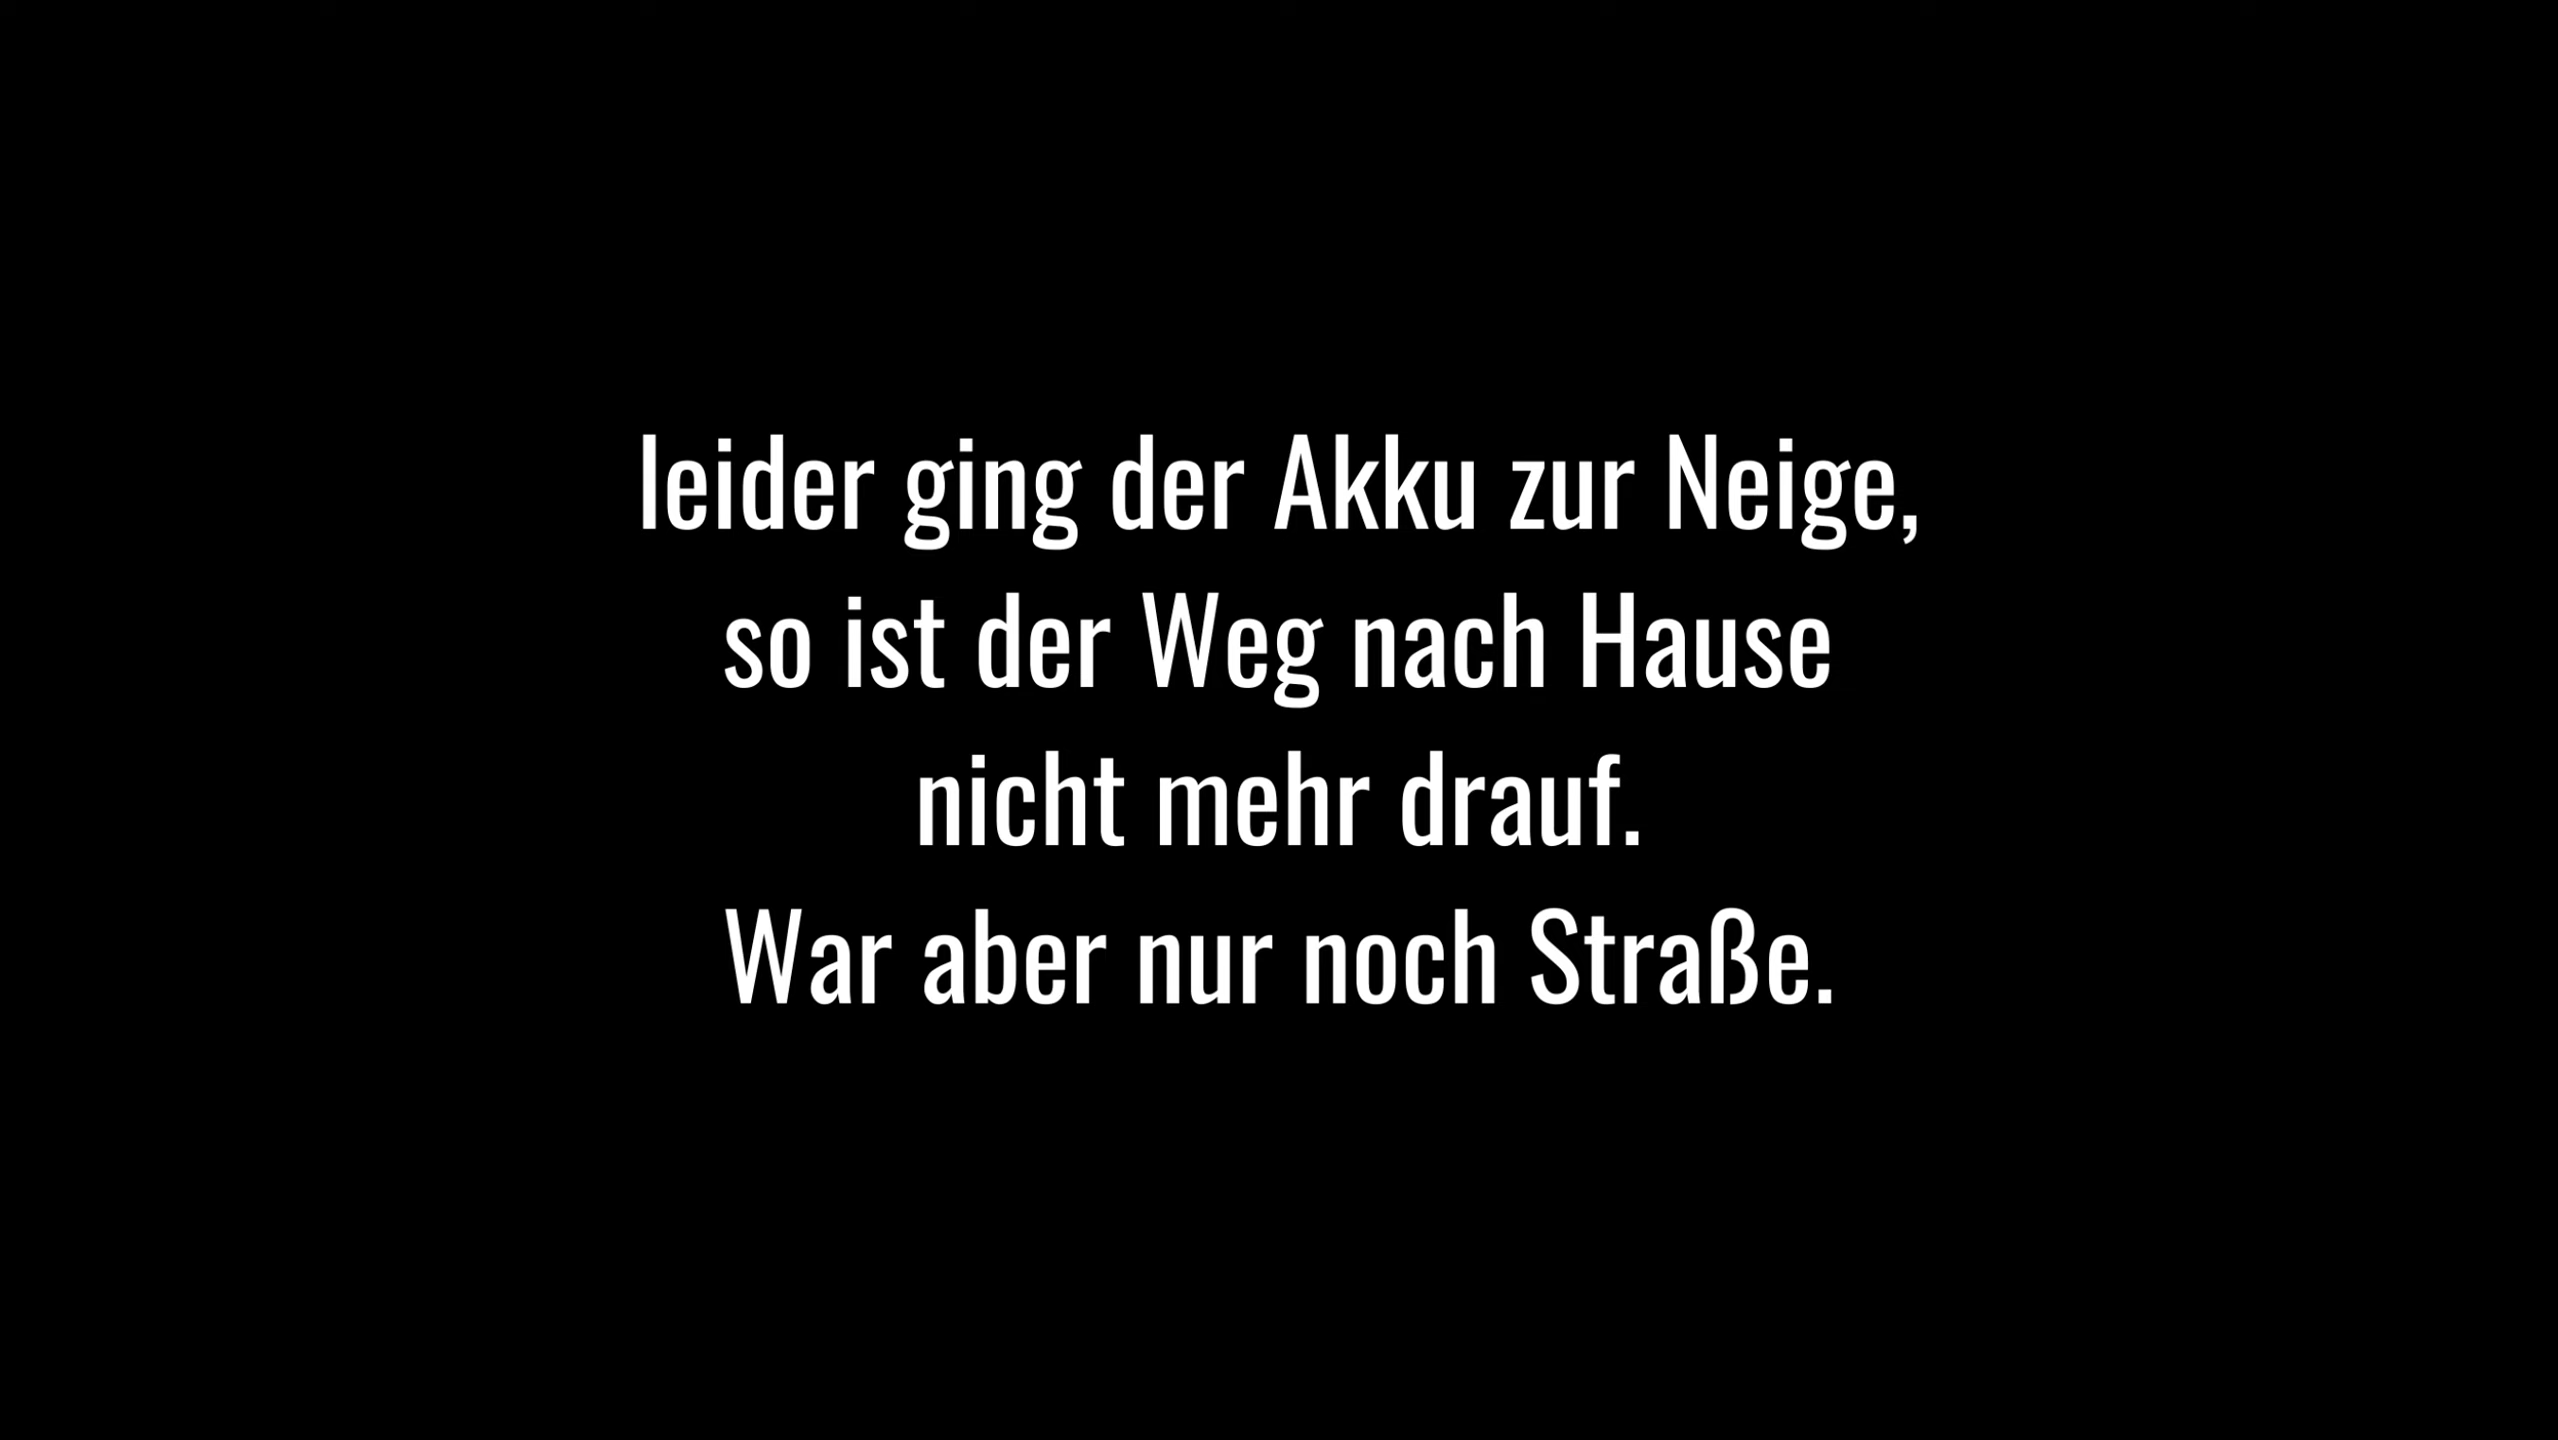 leider ging der Akku zur Neige,
so ist der Weg nach Hause
nicht mehr drauf.
War aber nur noch Straße.